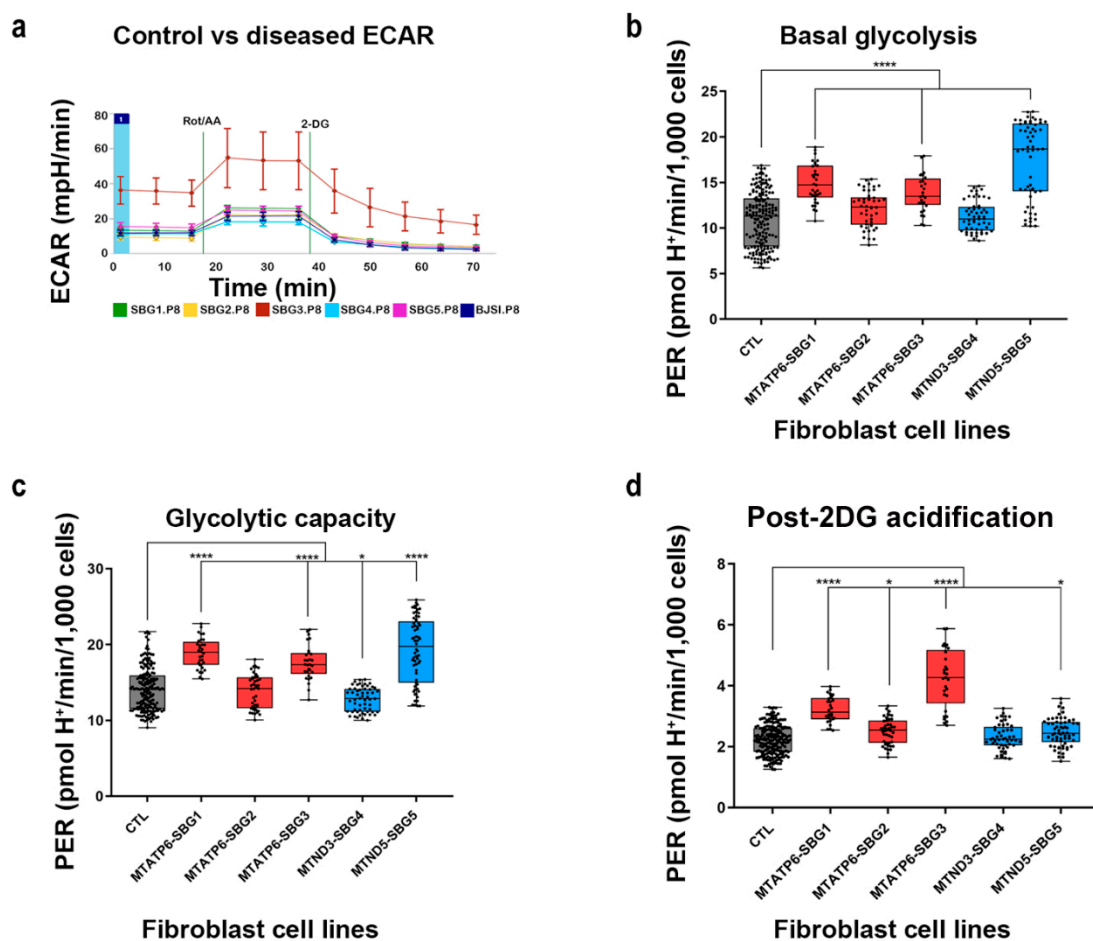 a
Control vs diseased ECAR
ECAR (mpH/min)
80
60
40
20
0
1
Rot/AA
2-DG
0 10 20 30 40 50 60 70
Time (min)
SBG1.P8 SBG2.P8 SBG3.P8 SBG4.P8 SBG5.P8 BJSI.P8
b
Basal glycolysis
****
PER (pmol H⁺/min/1,000 cells)
25
20
15
10
5
0
CTL
MTATP6-SBG1
MTATP6-SBG2
MTATP6-SBG3
MTND3-SBG4
MTND5-SBG5
Fibroblast cell lines
c
Glycolytic capacity
**** **** * ****
PER (pmol H⁺/min/1,000 cells)
30
20
10
0
CTL
MTATP6-SBG1
MTATP6-SBG2
MTATP6-SBG3
MTND3-SBG4
MTND5-SBG5
Fibroblast cell lines
d
Post-2DG acidification
**** * **** *
PER (pmol H⁺/min/1,000 cells)
8
6
4
2
0
CTL
MTATP6-SBG1
MTATP6-SBG2
MTATP6-SBG3
MTND3-SBG4
MTND5-SBG5
Fibroblast cell lines